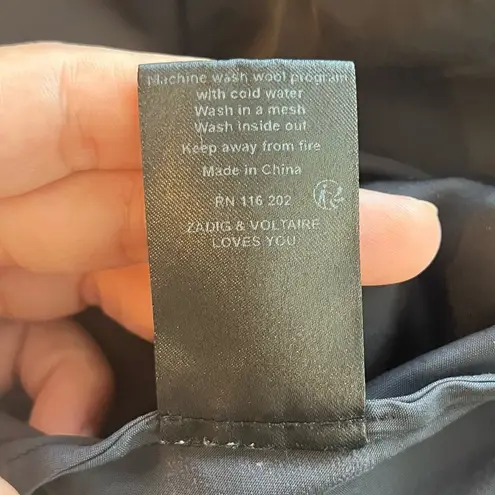 Machine wash wool program
with cold water
Wash in a mesh
Wash inside out
Keep away from fire
Made in China
RN 116 202
ZADIG & VOLTAIRE
LOVES YOU